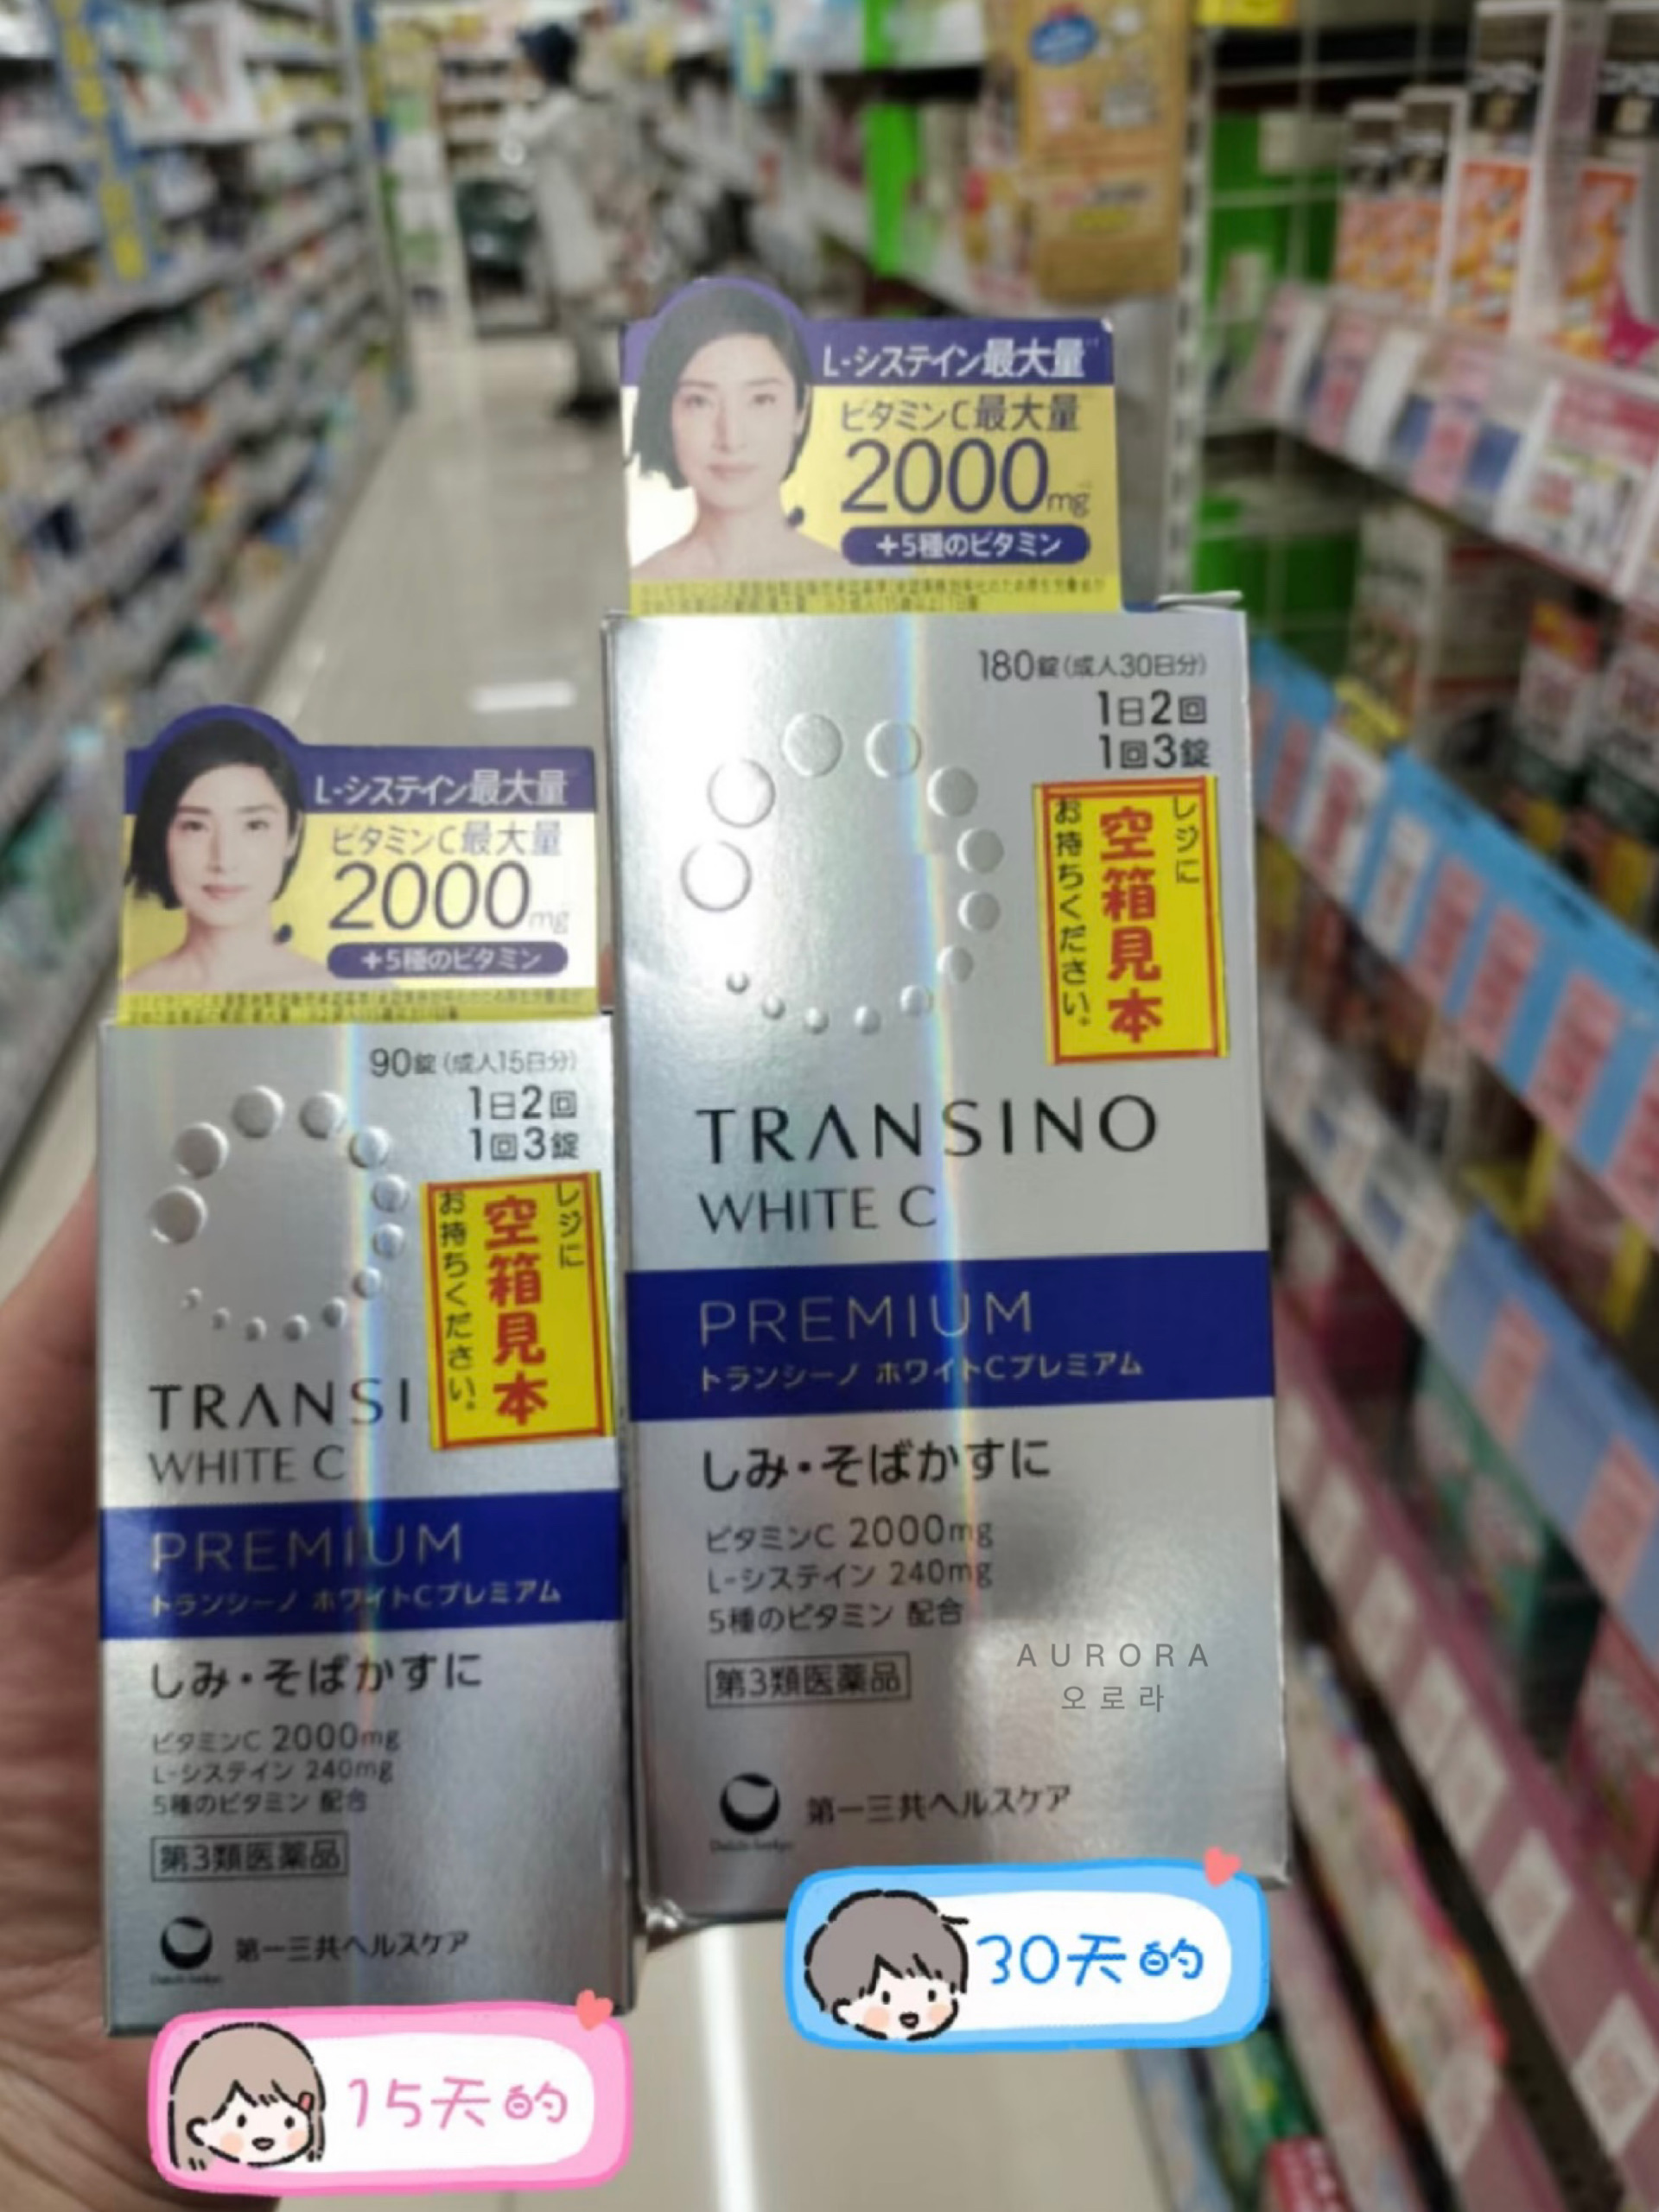 L-システイン最大量
ビタミンC最大量
2000mg
+5種のビタミン
180錠(成人30日分)
1日2回
1回3錠
レジに
空箱見本
お持ちください。
TRANSINO
WHITE C
PREMIUM
トランシーノ ホワイトCプレミアム
しみ・そばかすに
ビタミンC 2000mg
L-システイン 240mg
5種のビタミン 配合
第3類医薬品
AURORA
오로라
第一三共ヘルスケア
30天的
L-システイン最大量
ビタミンC最大量
2000mg
+5種のビタミン
90錠(成人15日分)
1日2回
1回3錠
レジに
空箱見本
お持ちください。
TRANSI
WHITE C
PREMIUM
トランシーノ ホワイトCプレミアム
しみ・そばかすに
ビタミンC 2000mg
L-システイン 240mg
5種のビタミン 配合
第3類医薬品
第一三共ヘルスケア
15天的